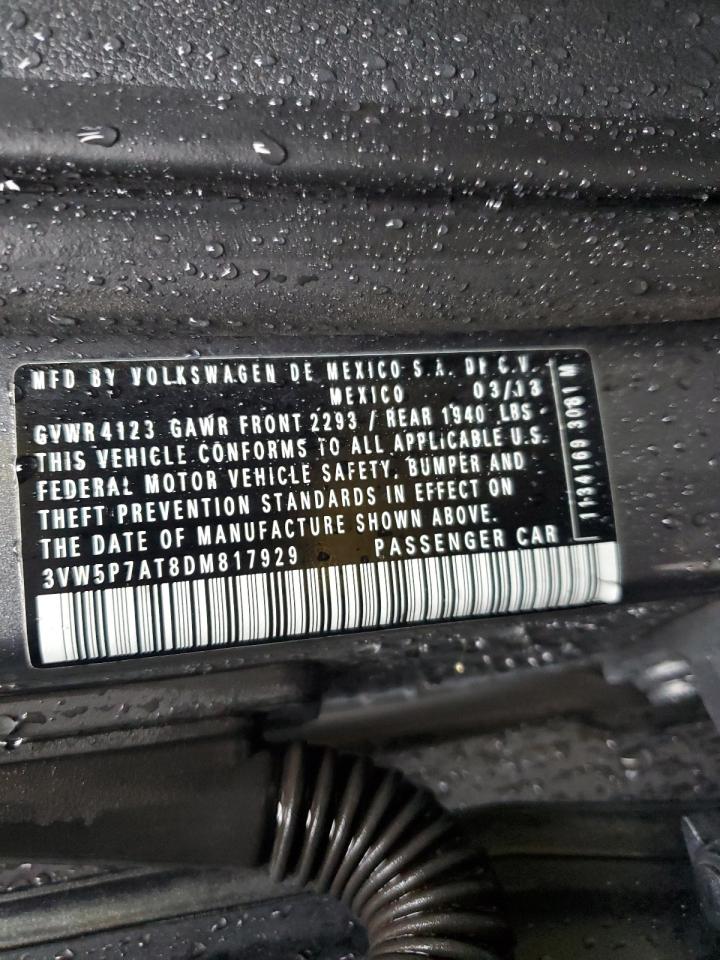 MFD BY VOLKSWAGEN DE MEXICO S.A. DE C.V.
MEXICO 03/13
GVWR 4123 GAWR FRONT 2293 / REAR 1940 LBS
THIS VEHICLE CONFORMS TO ALL APPLICABLE U.S.
FEDERAL MOTOR VEHICLE SAFETY, BUMPER AND
THEFT PREVENTION STANDARDS IN EFFECT ON
THE DATE OF MANUFACTURE SHOWN ABOVE.
3VW5P7AT8DM817929 PASSENGER CAR
1134169 3081 M